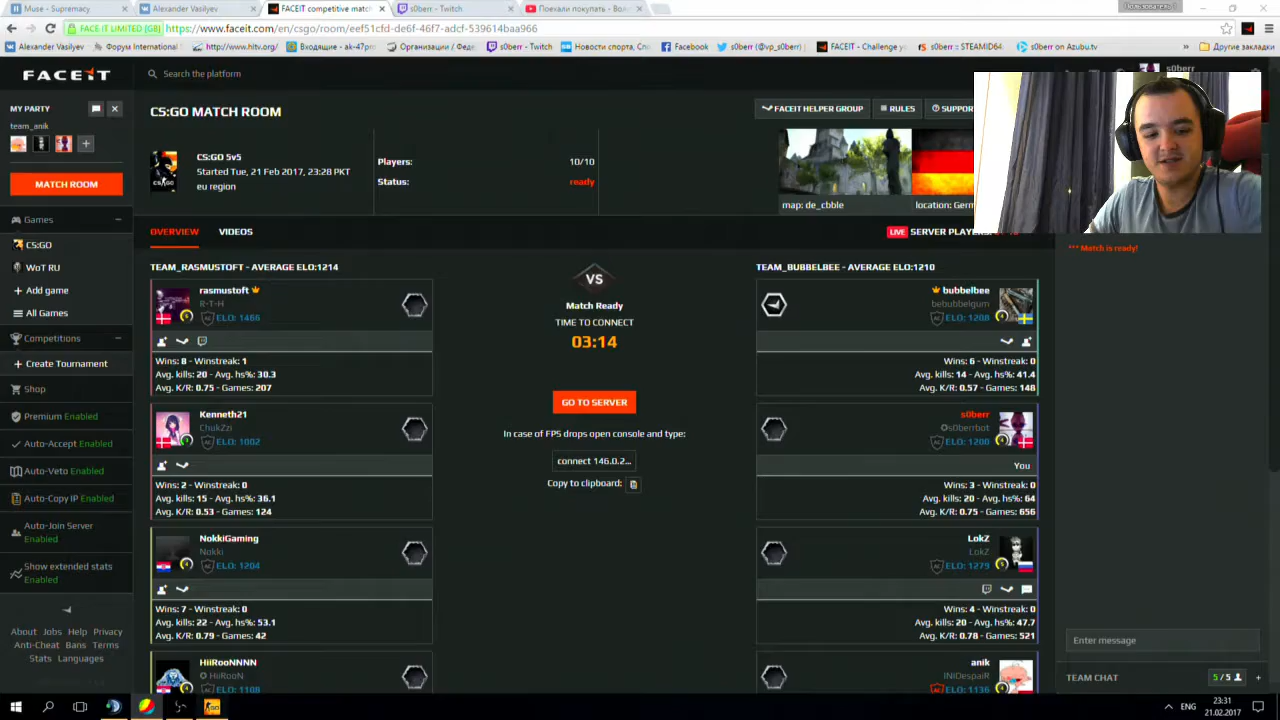 Muse - Supremacy
Alexander Vasilyev
FACEIT competitive match
s0berr - Twitch
Поехали покупать - Вол
FACE IT LIMITED [GB]
https://www.faceit.com/en/csgo/room/eef51cfd-de6f-46f7-adcf-539614baa966
Alexander Vasilyev
Форум International
http://www.hltv.org/
Входящие - ak-47pro
Организации / Феде
s0berr - Twitch
Новости спорта, Сп
Facebook
s0berr (@vp_s0berr)
FACEIT - Challenge y
s0berr :: STEAMID64
s0berr on Azubu.tv
Другие закладки
FACEIT
Search the platform
s0berr
MY PARTY
team_anik
MATCH ROOM
Games
CS:GO
WoT RU
Add game
All Games
Competitions
Create Tournament
Shop
Premium Enabled
Auto-Accept Enabled
Auto-Veto Enabled
Auto-Copy IP Enabled
Auto-Join Server
Enabled
Show extended stats
Enabled
About Jobs Help Privacy
Anti-Cheat Bans Terms
Stats Languages
CS:GO MATCH ROOM
FACEIT HELPER GROUP
RULES
SUPPOR
CS:GO 5v5
Started Tue, 21 Feb 2017, 23:28 PKT
eu region
Players: 10/10
Status: ready
map: de_cbble
location: Germ
OVERVIEW
VIDEOS
LIVE SERVER PLAYERS:
*** Match is ready!
TEAM_RASMUSTOFT - AVERAGE ELO:1214
rasmustoft
R-T-H
ELO: 1466
Wins: 8 - Winstreak: 1
Avg. kills: 20 - Avg. hs%: 30.3
Avg. K/R: 0.75 - Games: 207
Kenneth21
ChukZzi
ELO: 1002
Wins: 2 - Winstreak: 0
Avg. kills: 15 - Avg. hs%: 36.1
Avg. K/R: 0.53 - Games: 124
NokkiGaming
Nokki
ELO: 1204
Wins: 7 - Winstreak: 0
Avg. kills: 22 - Avg. hs%: 53.1
Avg. K/R: 0.79 - Games: 42
HiiRooNNNN
HiiRooN
ELO: 1108
VS
Match Ready
TIME TO CONNECT
03:14
GO TO SERVER
In case of FPS drops open console and type:
connect 146.0.2...
Copy to clipboard:
TEAM_BUBBELBEE - AVERAGE ELO:1210
bubbelbee
bebubbelgum
ELO: 1208
Wins: 6 - Winstreak: 0
Avg. kills: 14 - Avg. hs%: 41.4
Avg. K/R: 0.57 - Games: 148
s0berr
✪s0berrbot
ELO: 1200
You
Wins: 3 - Winstreak: 0
Avg. kills: 20 - Avg. hs%: 64
Avg. K/R: 0.75 - Games: 656
LokZ
LokZ
ELO: 1279
Wins: 4 - Winstreak: 0
Avg. kills: 20 - Avg. hs%: 47.7
Avg. K/R: 0.78 - Games: 521
anik
INIDespaiR
ELO: 1136
Enter message
TEAM CHAT
5 / 5
ENG
23:31
21.02.2017